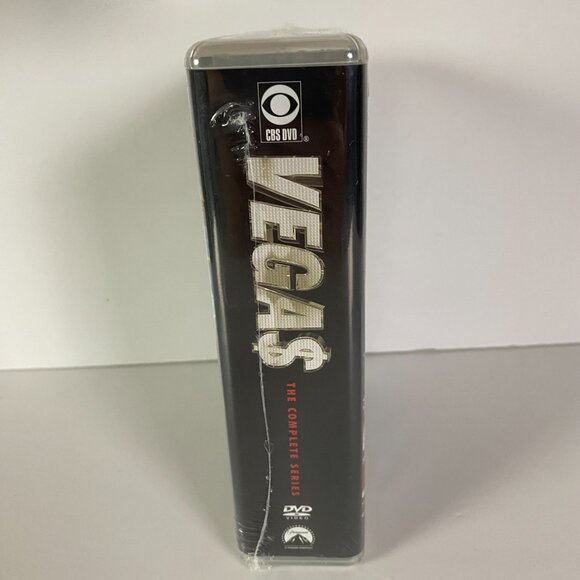 CBS DVD
®
VEGA$
THE COMPLETE SERIES
DVD
VIDEO